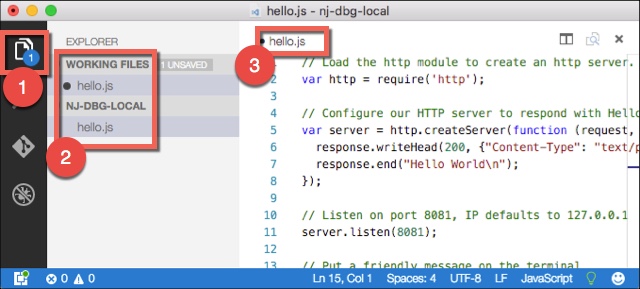 hello.js - nj-dbg-local
EXPLORER
1
1
WORKING FILES
1 UNSAVED
hello.js
NJ-DBG-LOCAL
hello.js
2
3
hello.js
// Load the http module to create an http server.
2 var http = require('http');
3
4 // Configure our HTTP server to respond with Hello
5 var server = http.createServer(function (request,
6 response.writeHead(200, {"Content-Type": "text/p
7 response.end("Hello World\n");
8 });
9
10 // Listen on port 8081, IP defaults to 127.0.0.1
11 server.listen(8081);
12
13 // Put a friendly message on the terminal
0 0
Ln 15, Col 1
Spaces: 4
UTF-8
LF
JavaScript